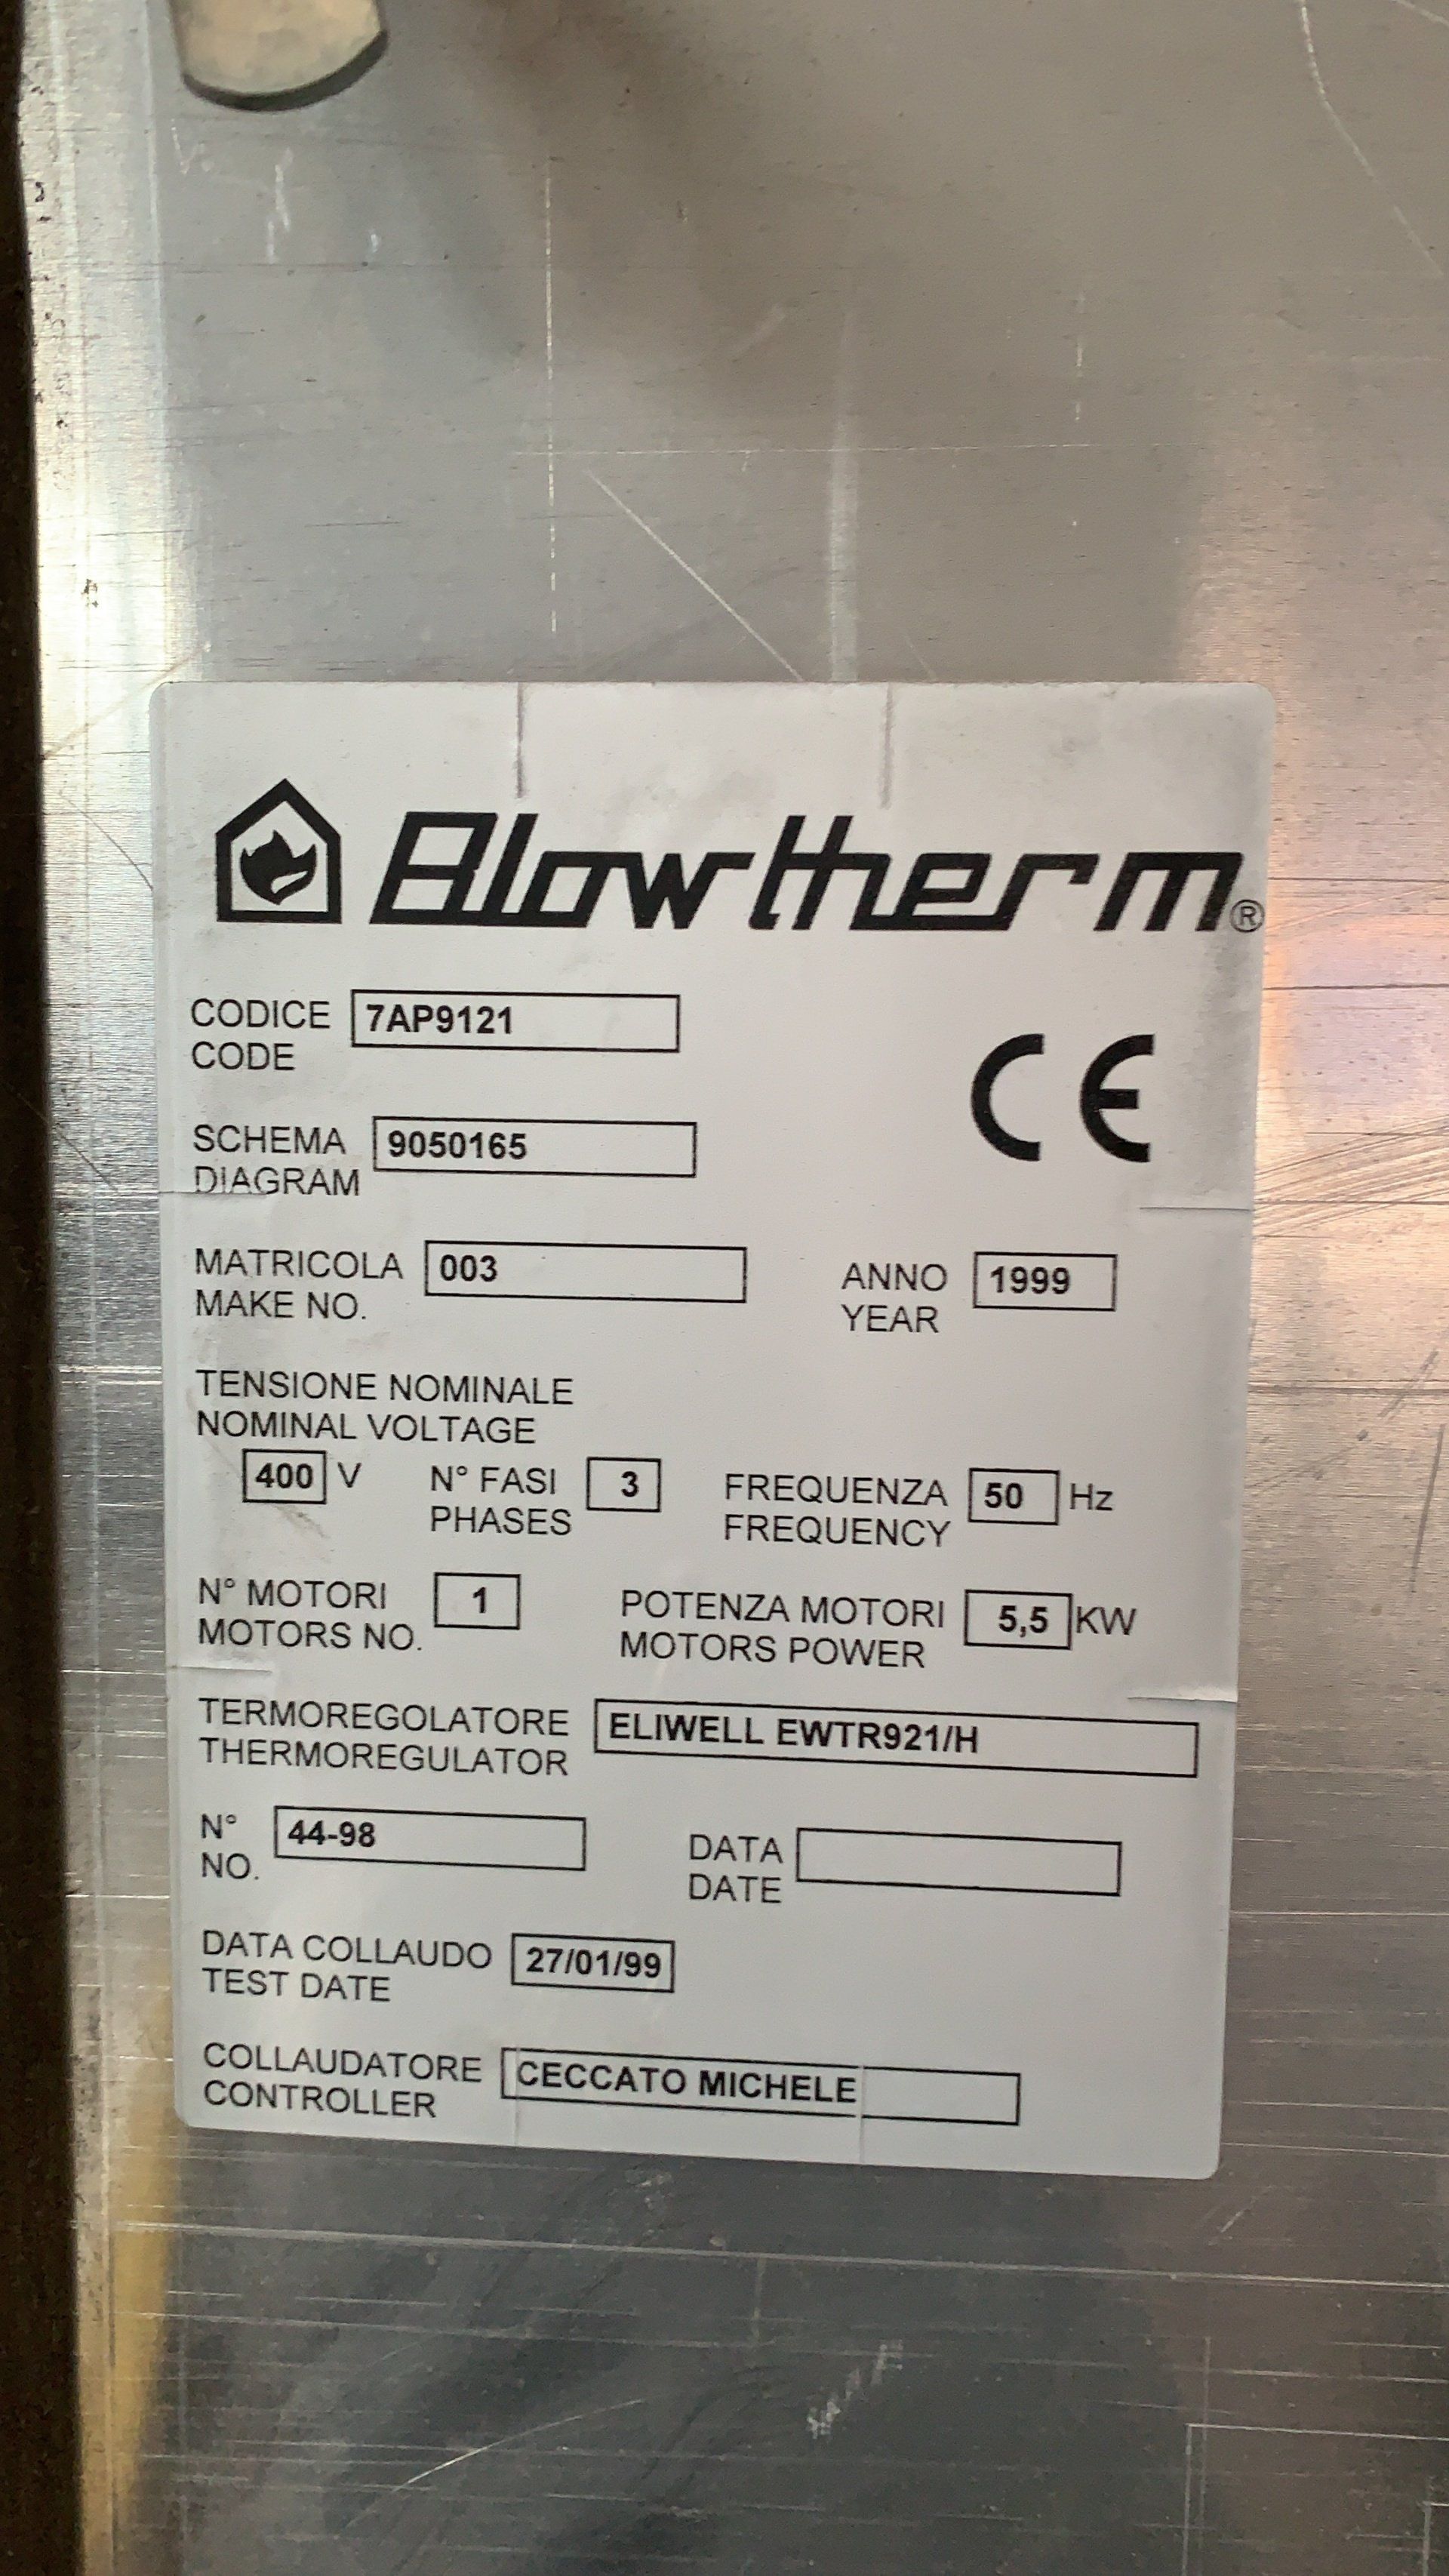 Blowtherm®
CODICE 7AP9121
CODE
CE
SCHEMA 9050165
DIAGRAM
MATRICOLA 003 ANNO 1999
MAKE NO. YEAR
TENSIONE NOMINALE
NOMINAL VOLTAGE
400 V N° FASI 3 FREQUENZA 50 Hz
PHASES FREQUENCY
N° MOTORI 1 POTENZA MOTORI 5,5 KW
MOTORS NO. MOTORS POWER
TERMOREGOLATORE ELIWELL EWTR921/H
THERMOREGULATOR
N° 44-98 DATA
NO. DATE
DATA COLLAUDO 27/01/99
TEST DATE
COLLAUDATORE CECCATO MICHELE
CONTROLLER